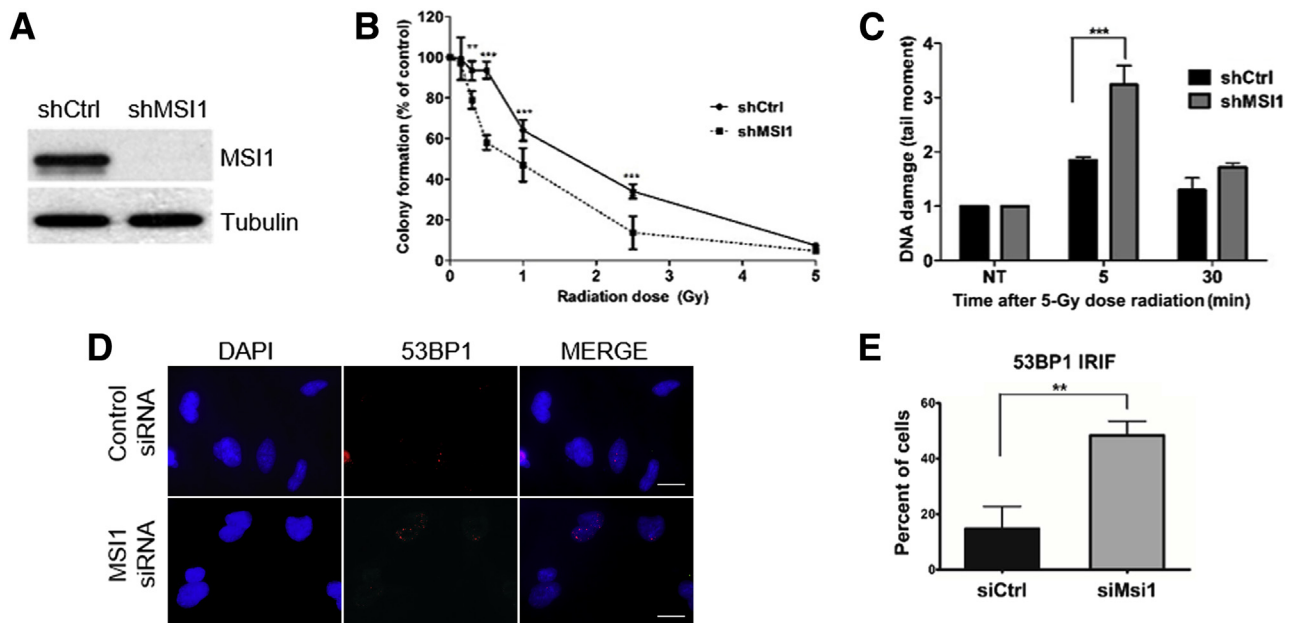 A
shCtrl shMSI1
MSI1
Tubulin
B
Colony formation (% of control)
120
100
80
60
40
20
0
**
***
***
***
shCtrl
shMSI1
0 1 2 3 4 5
Radiation dose (Gy)
C
DNA damage (tail moment)
4
3
2
1
0
***
shCtrl
shMSI1
NT 5 30
Time after 5-Gy dose radiation (min)
D
DAPI 53BP1 MERGE
Control
siRNA
MSI1
siRNA
E
53BP1 IRIF
**
Percent of cells
60
40
20
0
siCtrl siMsi1